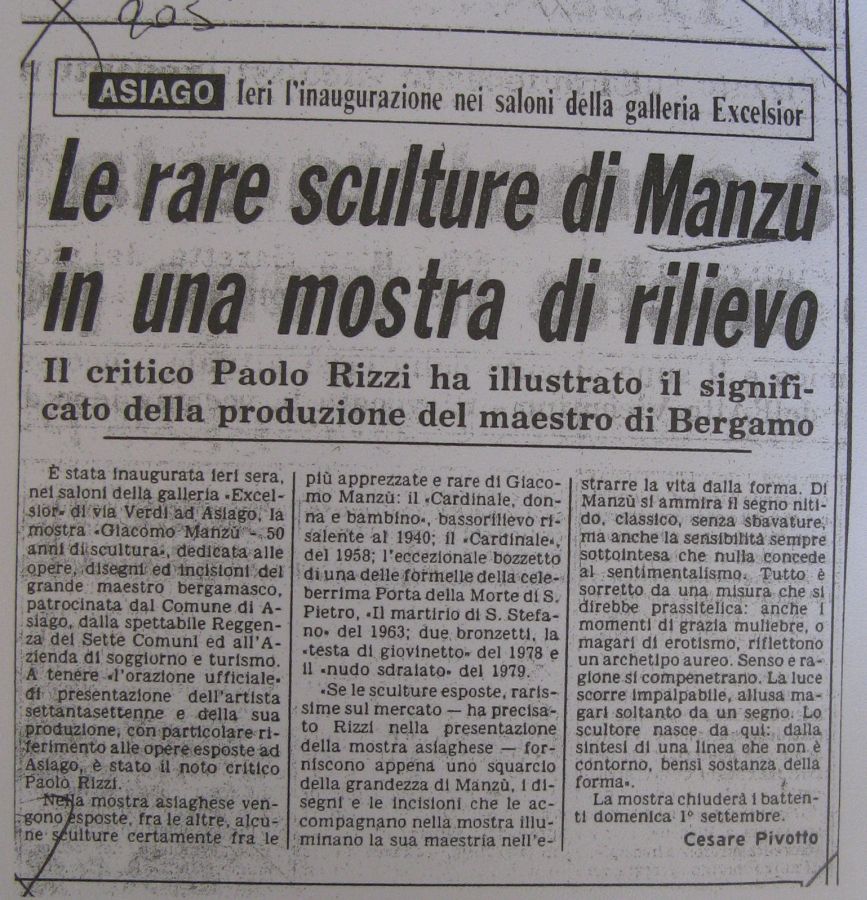 205
ASIAGO Ieri l'inaugurazione nei saloni della galleria Excelsior
Le rare sculture di Manzù
in una mostra di rilievo
Il critico Paolo Rizzi ha illustrato il signifi-
cato della produzione del maestro di Bergamo
È stata inaugurata ieri sera,
nei saloni della galleria «Excel-
sior» di via Verdi ad Asiago, la
mostra «Giacomo Manzù - 50
anni di scultura», dedicata alle
opere, disegni ed incisioni del
grande maestro bergamasco,
patrocinata dal Comune di A-
siago, dalla spettabile Reggen-
za dei Sette Comuni ed all'A-
zienda di soggiorno e turismo.
A tenere «l'orazione ufficiale»
di presentazione dell'artista
settantasettenne e della sua
produzione, con particolare ri-
ferimento alle opere esposte ad
Asiago, è stato il noto critico
Paolo Rizzi.
Nella mostra asiaghese ven-
gono esposte, fra le altre, alcu-
ne sculture certamente fra le
più apprezzate e rare di Giaco-
mo Manzù: il «Cardinale, don-
na e bambino», bassorilievo ri-
salente al 1940; il «Cardinale»,
del 1958; l'eccezionale bozzetto
di una delle formelle della cele-
berrima Porta della Morte di S.
Pietro, «Il martirio di S. Stefa-
no» del 1963; due bronzetti, la
«testa di giovinetto» del 1978 e
il «nudo sdraiato» del 1979.
«Se le sculture esposte, raris-
sime sul mercato — ha precisa-
to Rizzi nella presentazione
della mostra asiaghese — for-
niscono appena uno squarcio
della grandezza di Manzù, i di-
segni e le incisioni che le ac-
compagnano nella mostra illu-
minano la sua maestria nell'e-
strarre la vita dalla forma. Di
Manzù si ammira il segno niti-
do, classico, senza sbavature,
ma anche la sensibilità sempre
sottointesa che nulla concede
al sentimentalismo. Tutto è
sorretto da una misura che si
direbbe prassitelica: anche i
momenti di grazia muliebre, o
magari di erotismo, riflettono
un archetipo aureo. Senso e ra-
gione si compenetrano. La luce
scorre impalpabile, allusa ma-
gari soltanto da un segno. Lo
scultore nasce da qui: dalla
sintesi di una linea che non è
contorno, bensì sostanza della
forma».
La mostra chiuderà i batten-
ti domenica 1° settembre.
Cesare Pivotto